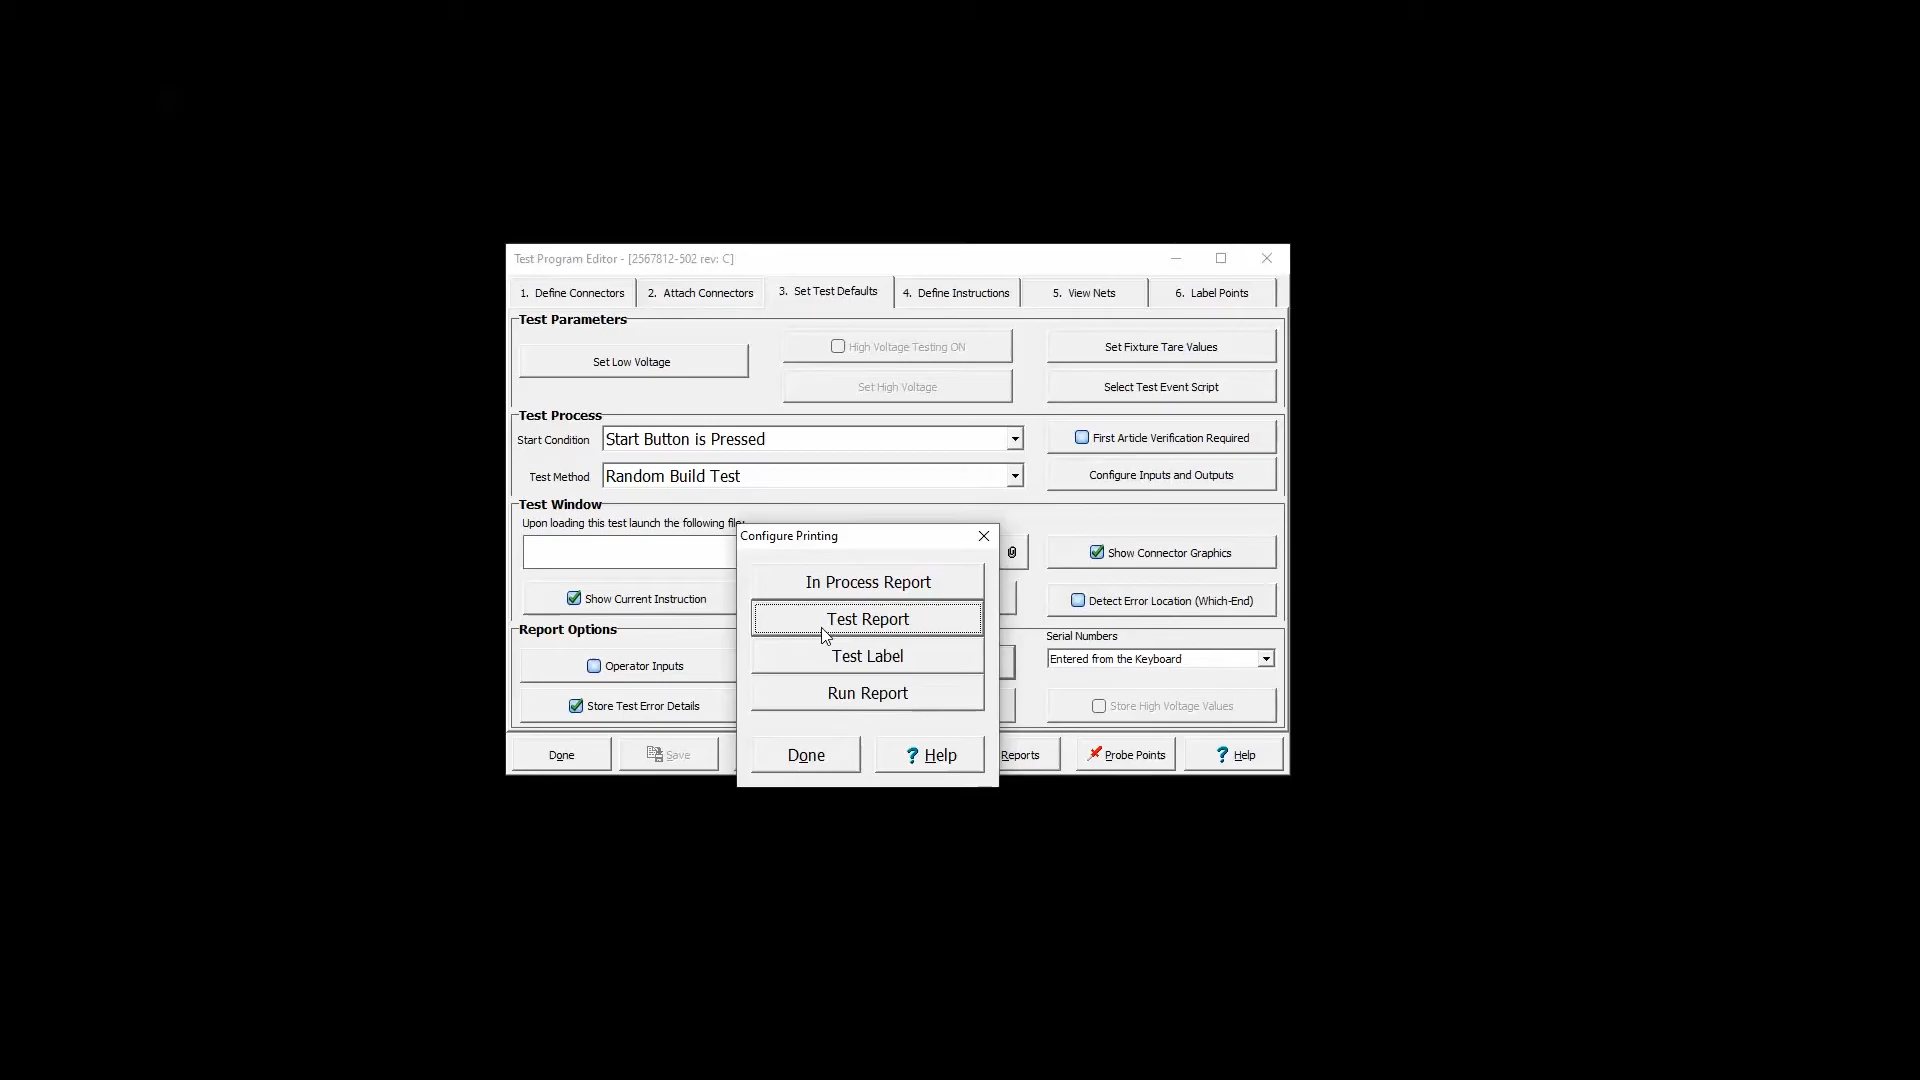 Test Program Editor - [2567812-502 rev: C]
1. Define Connectors
2. Attach Connectors
3. Set Test Defaults
4. Define Instructions
5. View Nets
6. Label Points
Test Parameters
Set Low Voltage
High Voltage Testing ON
Set High Voltage
Set Fixture Tare Values
Select Test Event Script
Test Process
Start Condition
Start Button is Pressed
Test Method
Random Build Test
First Article Verification Required
Configure Inputs and Outputs
Test Window
Upon loading this test launch the following file:
Show Current Instruction
Show Connector Graphics
Detect Error Location (Which-End)
Report Options
Operator Inputs
Store Test Error Details
Serial Numbers
Entered from the Keyboard
Store High Voltage Values
Configure Printing
In Process Report
Test Report
Test Label
Run Report
Done
? Help
Done
Save
Reports
Probe Points
? Help